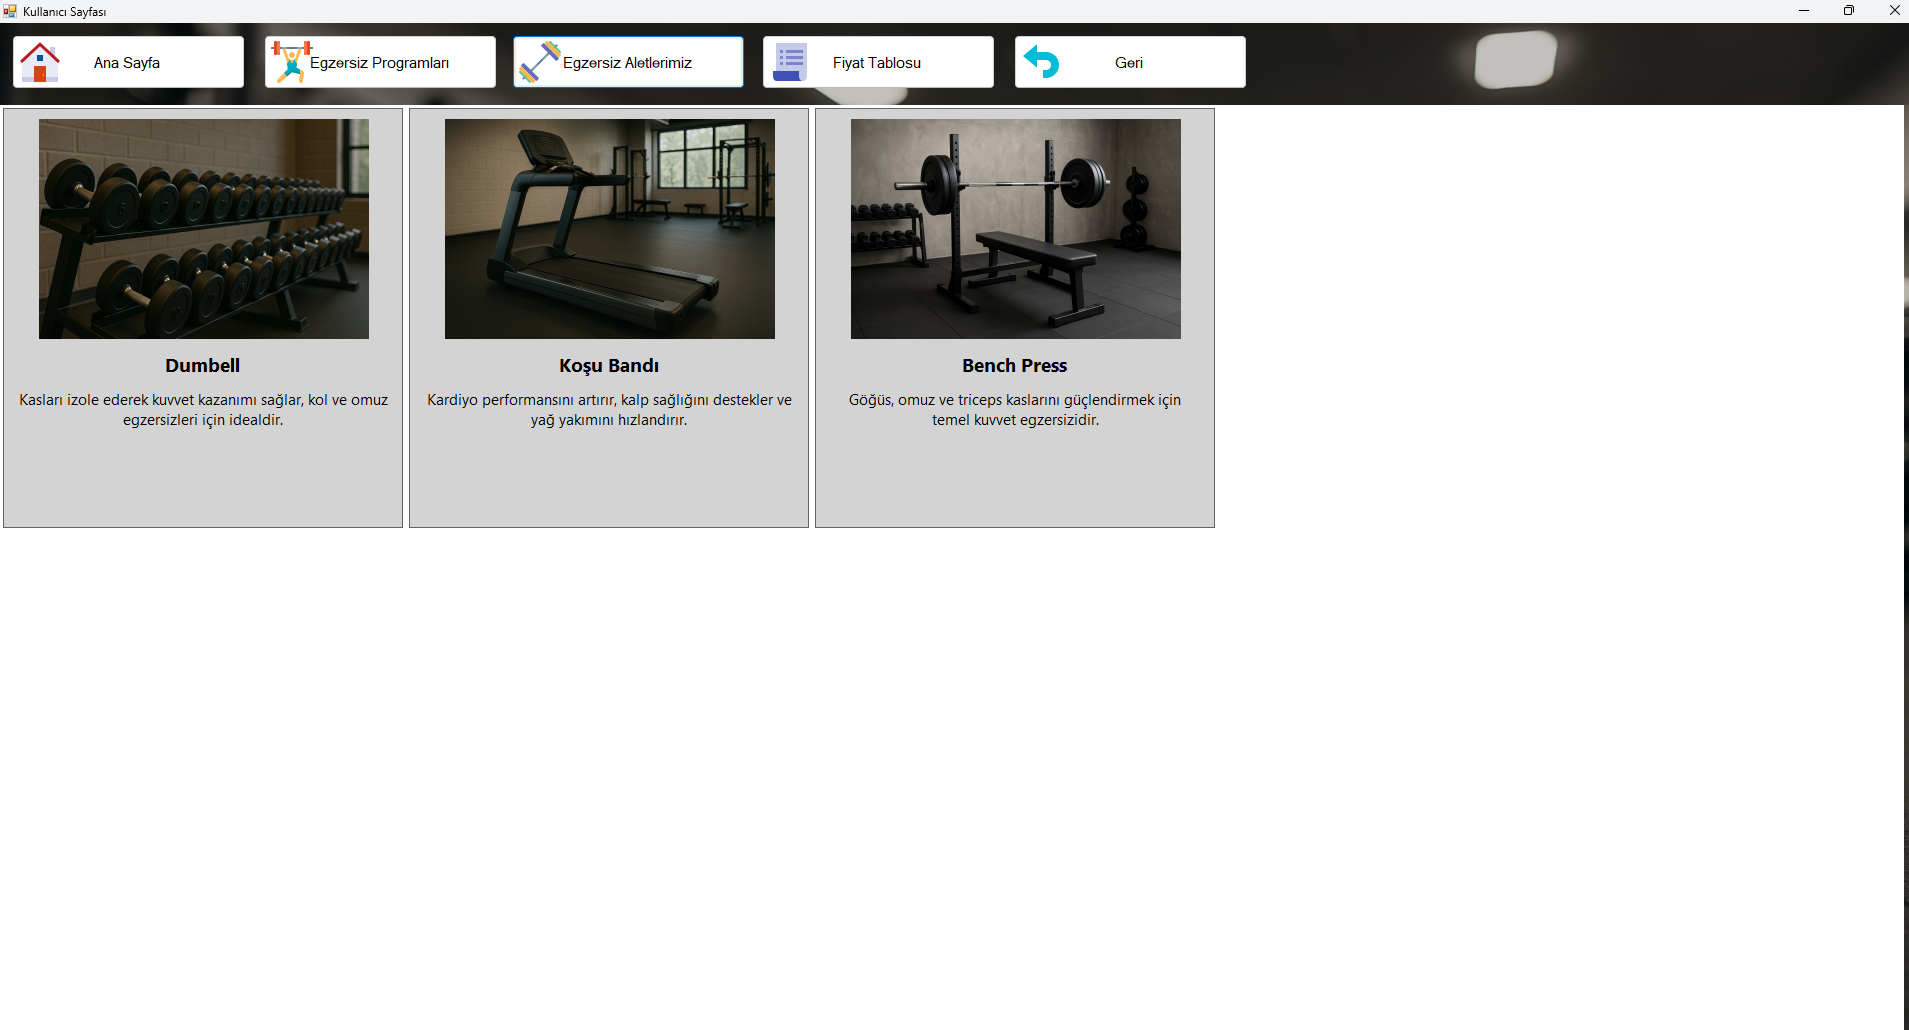 Kullanıcı Sayfası
Ana Sayfa
Egzersiz Programları
Egzersiz Aletlerimiz
Fiyat Tablosu
Geri
Dumbell
Kasları izole ederek kuvvet kazanımı sağlar, kol ve omuz
egzersizleri için idealdir.
Koşu Bandı
Kardiyo performansını artırır, kalp sağlığını destekler ve
yağ yakımını hızlandırır.
Bench Press
Göğüs, omuz ve triceps kaslarını güçlendirmek için
temel kuvvet egzersizidir.